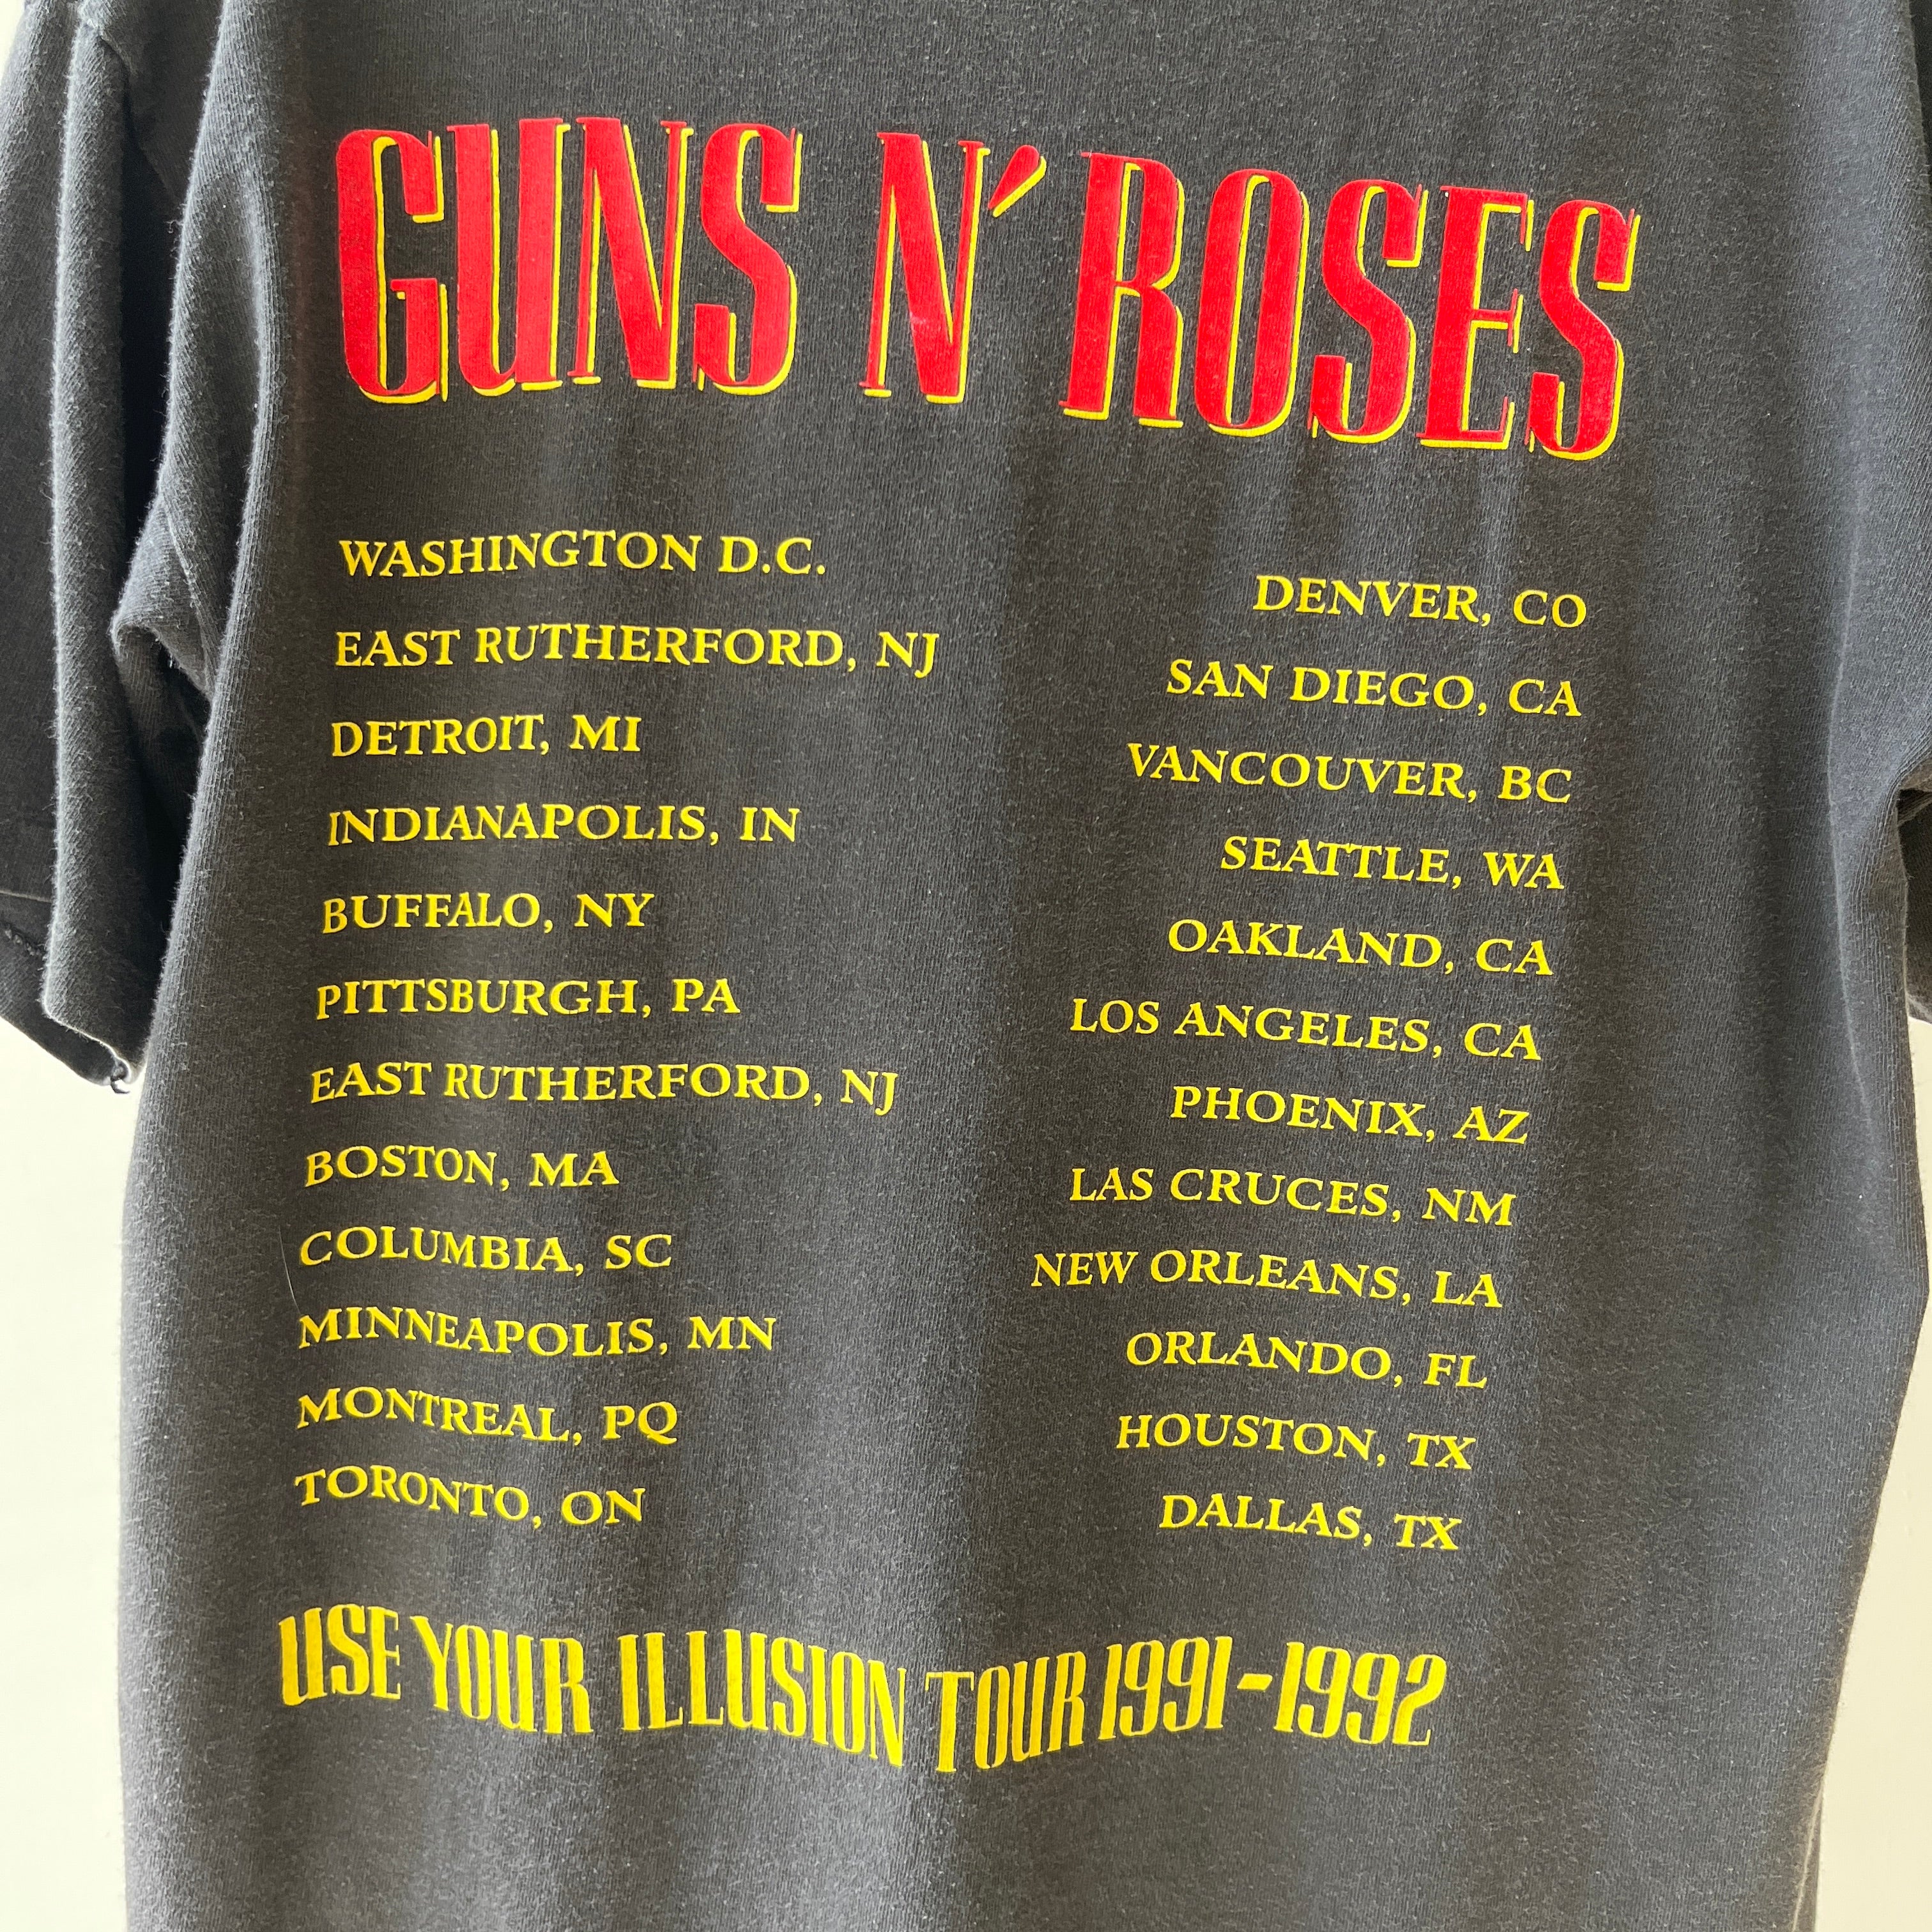 GUNS N' ROSES
WASHINGTON D.C.
EAST RUTHERFORD, NJ
DETROIT, MI
INDIANAPOLIS, IN
BUFFALO, NY
PITTSBURGH, PA
EAST RUTHERFORD, NJ
BOSTON, MA
COLUMBIA, SC
MINNEAPOLIS, MN
MONTREAL, PQ
TORONTO, ON
DENVER, CO
SAN DIEGO, CA
VANCOUVER, BC
SEATTLE, WA
OAKLAND, CA
LOS ANGELES, CA
PHOENIX, AZ
LAS CRUCES, NM
NEW ORLEANS, LA
ORLANDO, FL
HOUSTON, TX
DALLAS, TX
USE YOUR ILLUSION TOUR 1991-1992